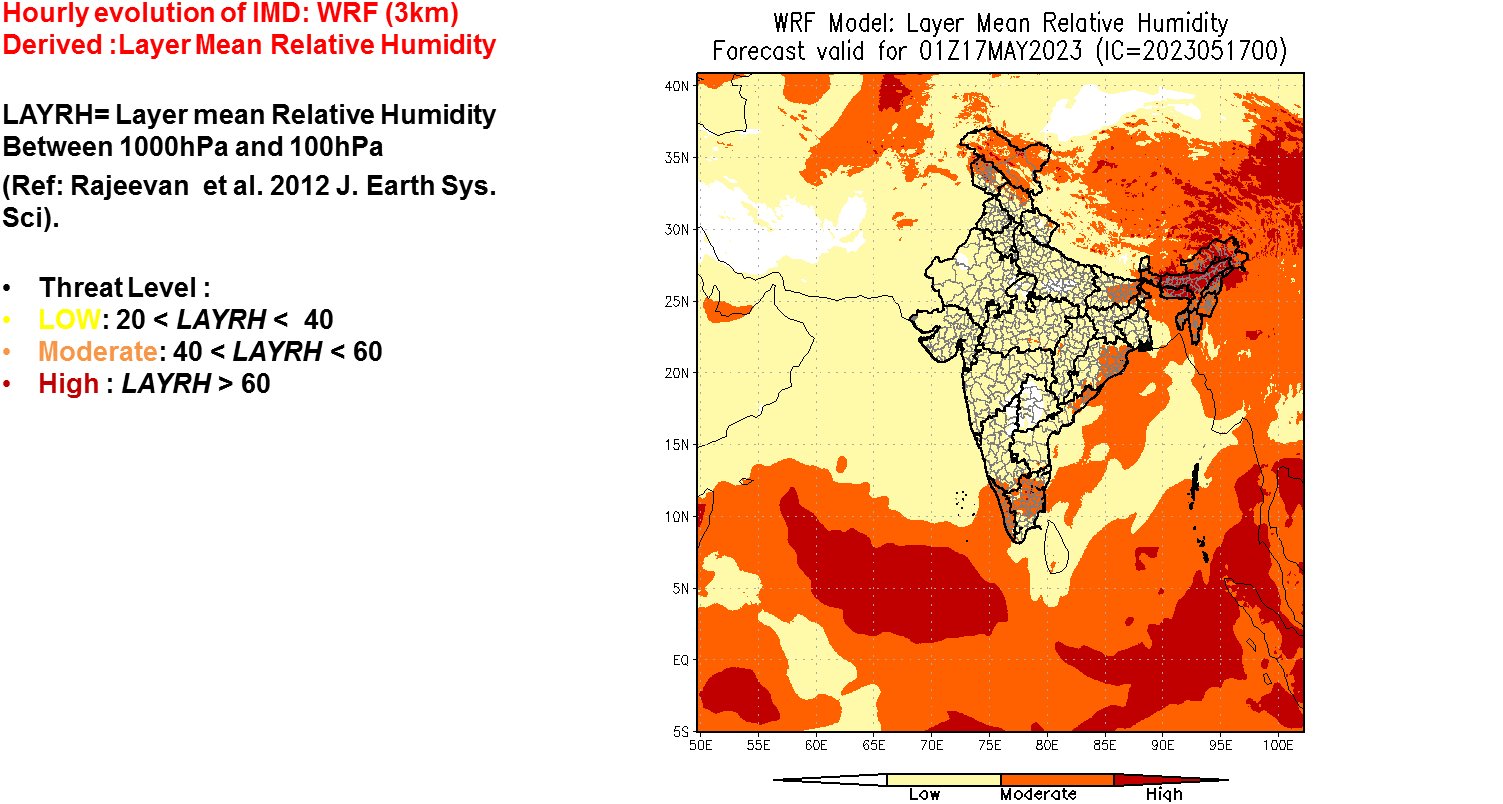 Hourly evolution of IMD: WRF (3km)
Derived :Layer Mean Relative Humidity
LAYRH= Layer mean Relative Humidity
Between 1000hPa and 100hPa
(Ref: Rajeevan et al. 2012 J. Earth Sys.
Sci).
• Threat Level :
• LOW: 20 < LAYRH < 40
• Moderate: 40 < LAYRH < 60
• High : LAYRH > 60
WRF Model: Layer Mean Relative Humidity
Forecast valid for 01Z17MAY2023 (IC=2023051700)
40N
35N
30N
25N
20N
15N
10N
5N
EQ
5S
50E 55E 60E 65E 70E 75E 80E 85E 90E 95E 100E
Low Moderate High